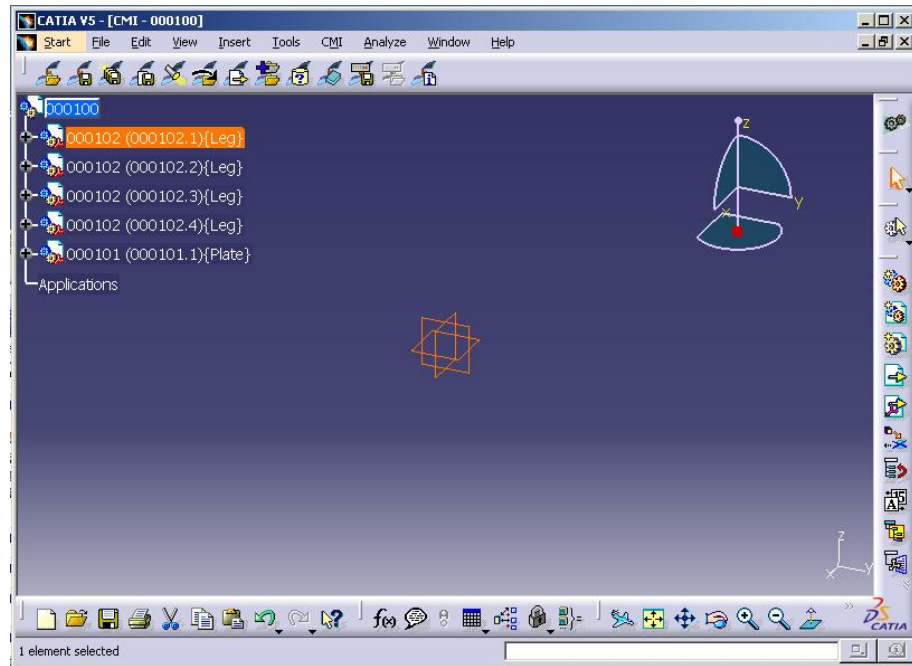 CATIA V5 - [CMI - 000100]
Start File Edit View Insert Tools CMI Analyze Window Help
000100
000102 (000102.1){Leg}
000102 (000102.2){Leg}
000102 (000102.3){Leg}
000102 (000102.4){Leg}
000101 (000101.1){Plate}
Applications
z
y
x
z
y
x
f(x)
CATIA
1 element selected